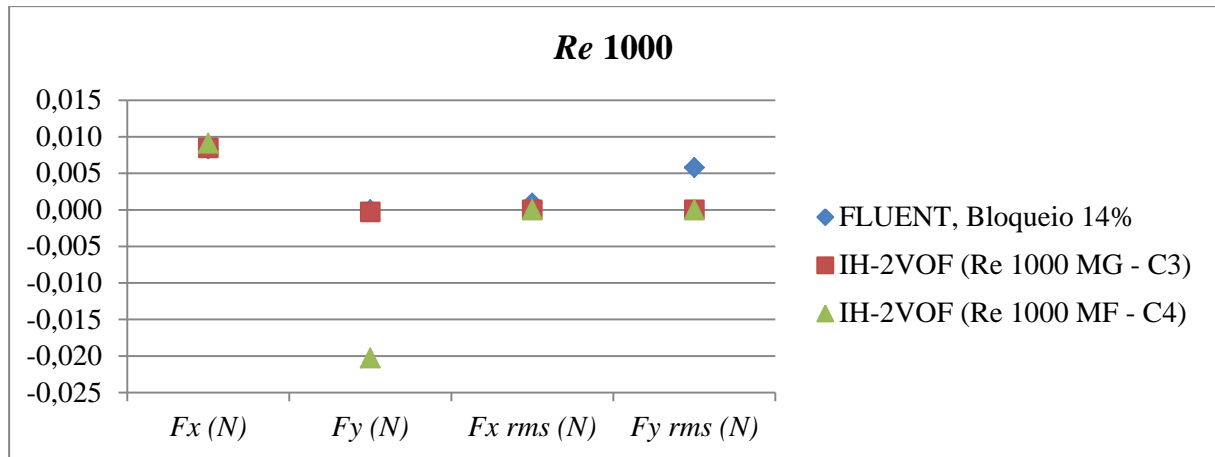 Re 1000
0,015
0,010
0,005
0,000
-0,005
-0,010
-0,015
-0,020
-0,025
Fx (N) Fy (N) Fx rms (N) Fy rms (N)
FLUENT, Bloqueio 14%
IH-2VOF (Re 1000 MG - C3)
IH-2VOF (Re 1000 MF - C4)